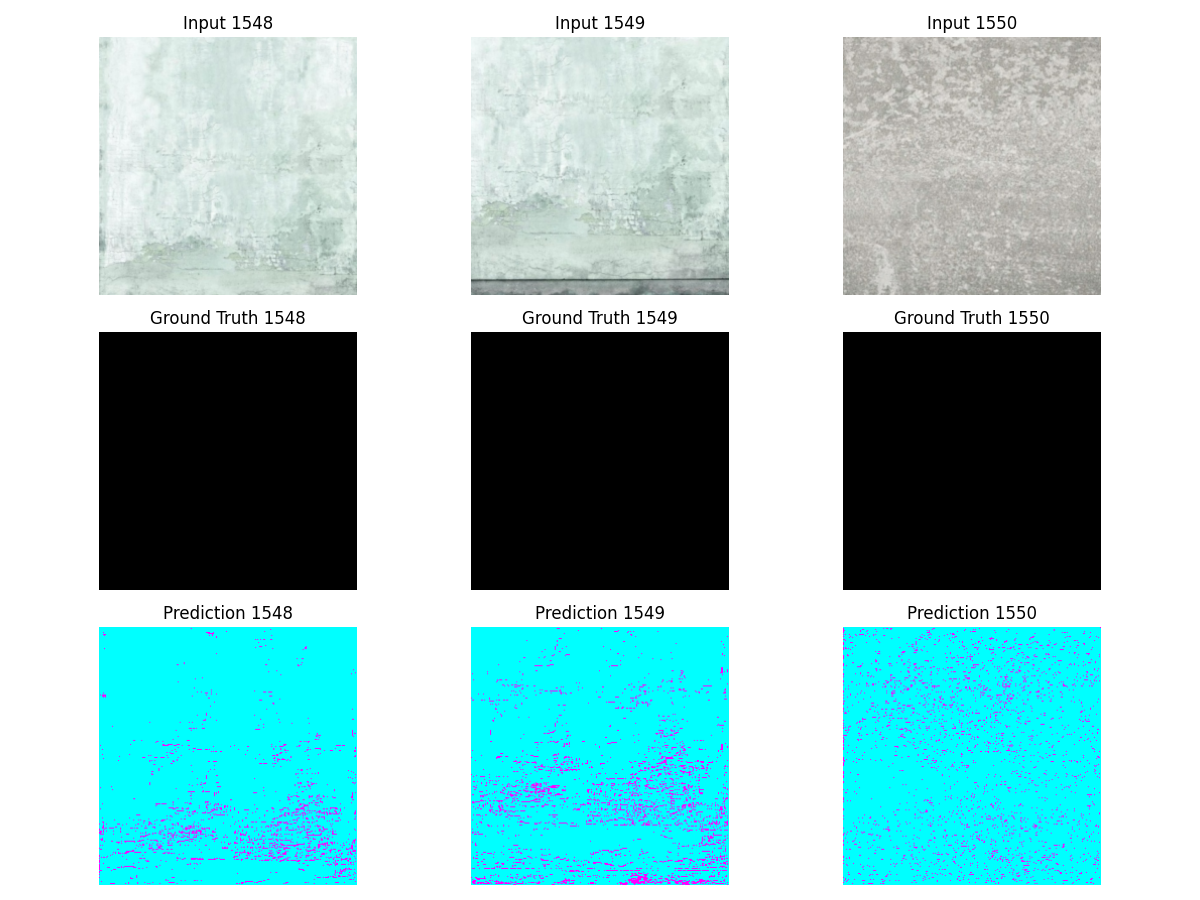 Input 1548
Input 1549
Input 1550
Ground Truth 1548
Ground Truth 1549
Ground Truth 1550
Prediction 1548
Prediction 1549
Prediction 1550